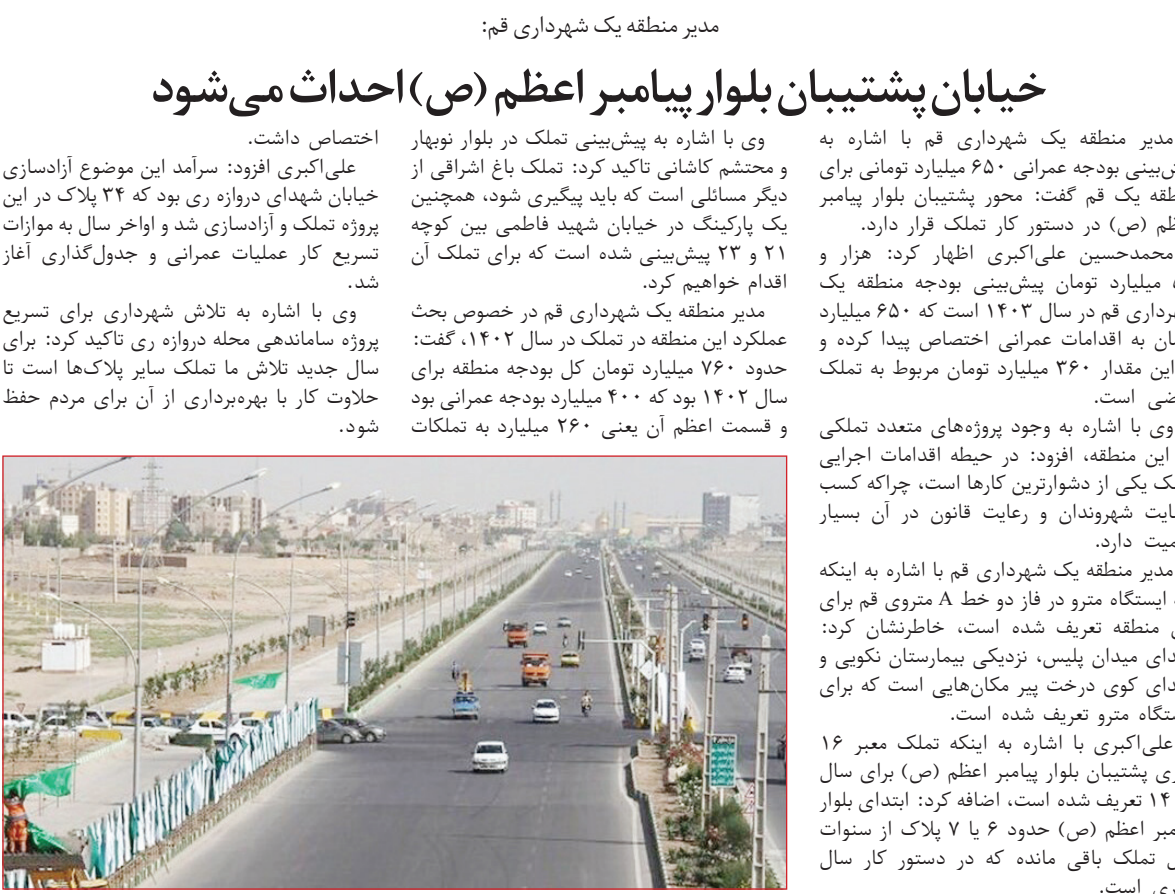 مدیر منطقه یک شهرداری قم:
خیابان پشتیبان بلوار پیامبر اعظم (ص) احداث می‌شود
مدیر منطقه یک شهرداری قم با اشاره به
ش‌بینی بودجه عمرانی ۶۵۰ میلیارد تومانی برای
طقه یک قم گفت: محور پشتیبان بلوار پیامبر
ظم (ص) در دستور کار تملک قرار دارد.
محمدحسین علی‌اکبری اظهار کرد: هزار و
میلیارد تومان پیش‌بینی بودجه منطقه یک
هرداری قم در سال ۱۴۰۳ است که ۶۵۰ میلیارد
مان به اقدامات عمرانی اختصاص پیدا کرده و
این مقدار ۳۶۰ میلیارد تومان مربوط به تملک
ضی است.
وی با اشاره به وجود پروژه‌های متعدد تملکی
این منطقه، افزود: در حیطه اقدامات اجرایی
ک یکی از دشوارترین کارها است، چراکه کسب
ایت شهروندان و رعایت قانون در آن بسیار
میت دارد.
مدیر منطقه یک شهرداری قم با اشاره به اینکه
ایستگاه مترو در فاز دو خط A متروی قم برای
منطقه تعریف شده است، خاطرنشان کرد:
دای میدان پلیس، نزدیکی بیمارستان نکویی و
دای کوی درخت پیر مکان‌هایی است که برای
ستگاه مترو تعریف شده است.
علی‌اکبری با اشاره به اینکه تملک معبر ۱۶
ری پشتیبان بلوار پیامبر اعظم (ص) برای سال
۱۴ تعریف شده است، اضافه کرد: ابتدای بلوار
مبر اعظم (ص) حدود ۶ یا ۷ پلاک از سنوات
تملک باقی مانده که در دستور کار سال
ری است.
وی با اشاره به پیش‌بینی تملک در بلوار نوبهار
و محتشم کاشانی تاکید کرد: تملک باغ اشراقی از
دیگر مسائلی است که باید پیگیری شود، همچنین
یک پارکینگ در خیابان شهید فاطمی بین کوچه
۲۱ و ۲۳ پیش‌بینی شده است که برای تملک آن
اقدام خواهیم کرد.
مدیر منطقه یک شهرداری قم در خصوص بحث
عملکرد این منطقه در تملک در سال ۱۴۰۲، گفت:
حدود ۷۶۰ میلیارد تومان کل بودجه منطقه برای
سال ۱۴۰۲ بود که ۴۰۰ میلیارد بودجه عمرانی بود
و قسمت اعظم آن یعنی ۲۶۰ میلیارد به تملکات
اختصاص داشت.
علی‌اکبری افزود: سرآمد این موضوع آزادسازی
خیابان شهدای دروازه ری بود که ۳۴ پلاک در این
پروژه تملک و آزادسازی شد و اواخر سال به موازات
تسریع کار عملیات عمرانی و جدول‌گذاری آغاز
شد.
وی با اشاره به تلاش شهرداری برای تسریع
پروژه ساماندهی محله دروازه ری تاکید کرد: برای
سال جدید تلاش ما تملک سایر پلاک‌ها است تا
حلاوت کار با بهره‌برداری از آن برای مردم حفظ
شود.